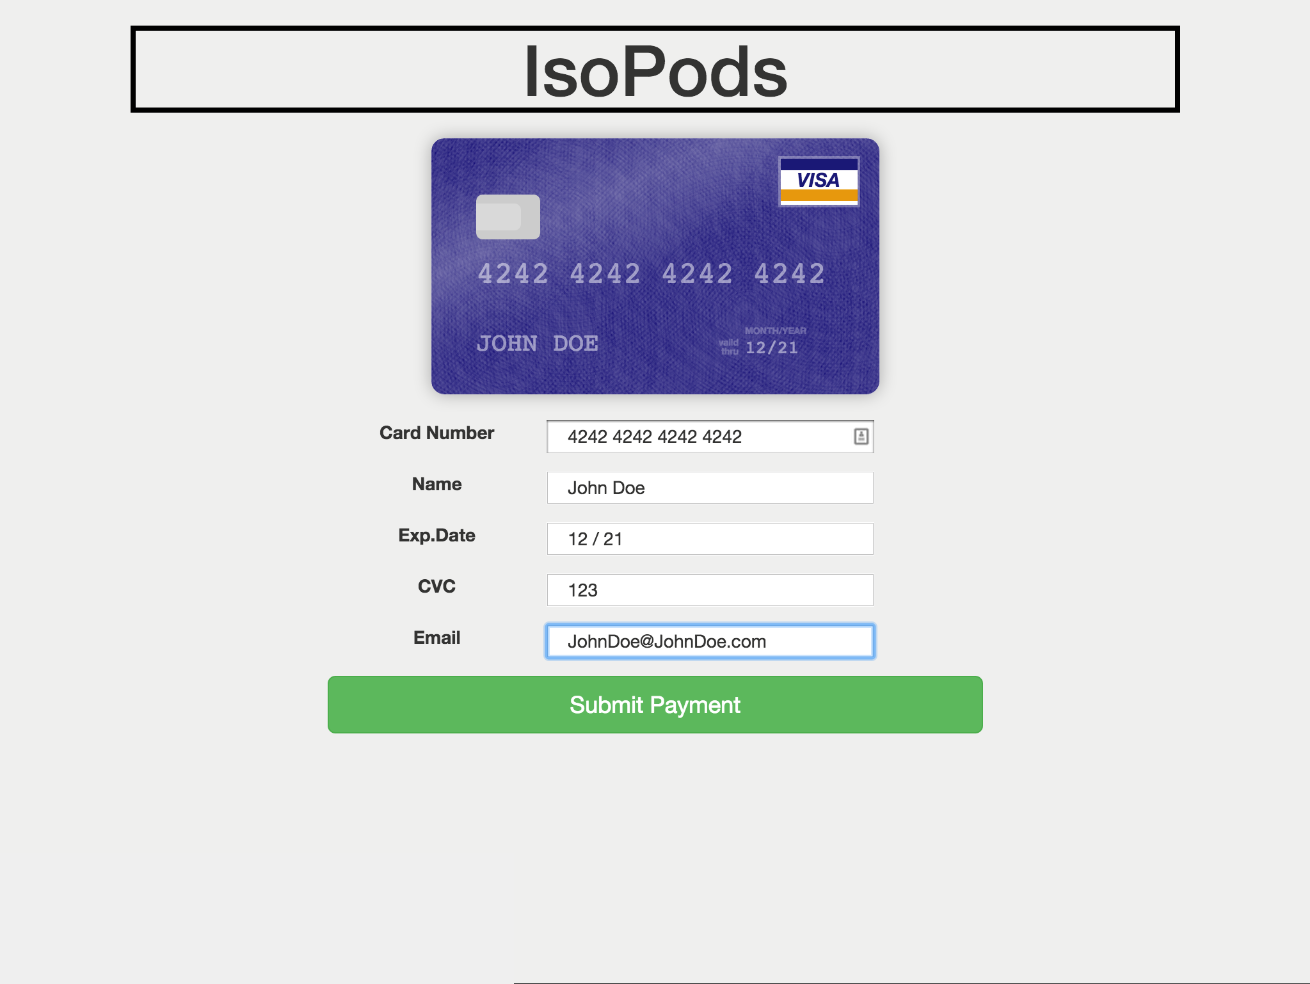 IsoPods
VISA
4242 4242 4242 4242
MONTH/YEAR
JOHN DOE valid thru 12/21
Card Number 4242 4242 4242 4242
Name John Doe
Exp.Date 12 / 21
CVC 123
Email JohnDoe@JohnDoe.com
Submit Payment